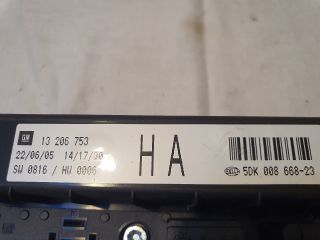 GM 13 206 753
22/06/05 14/17/30
SW 0816 / HW 0006
HA
HELLA 5DK 008 668-23